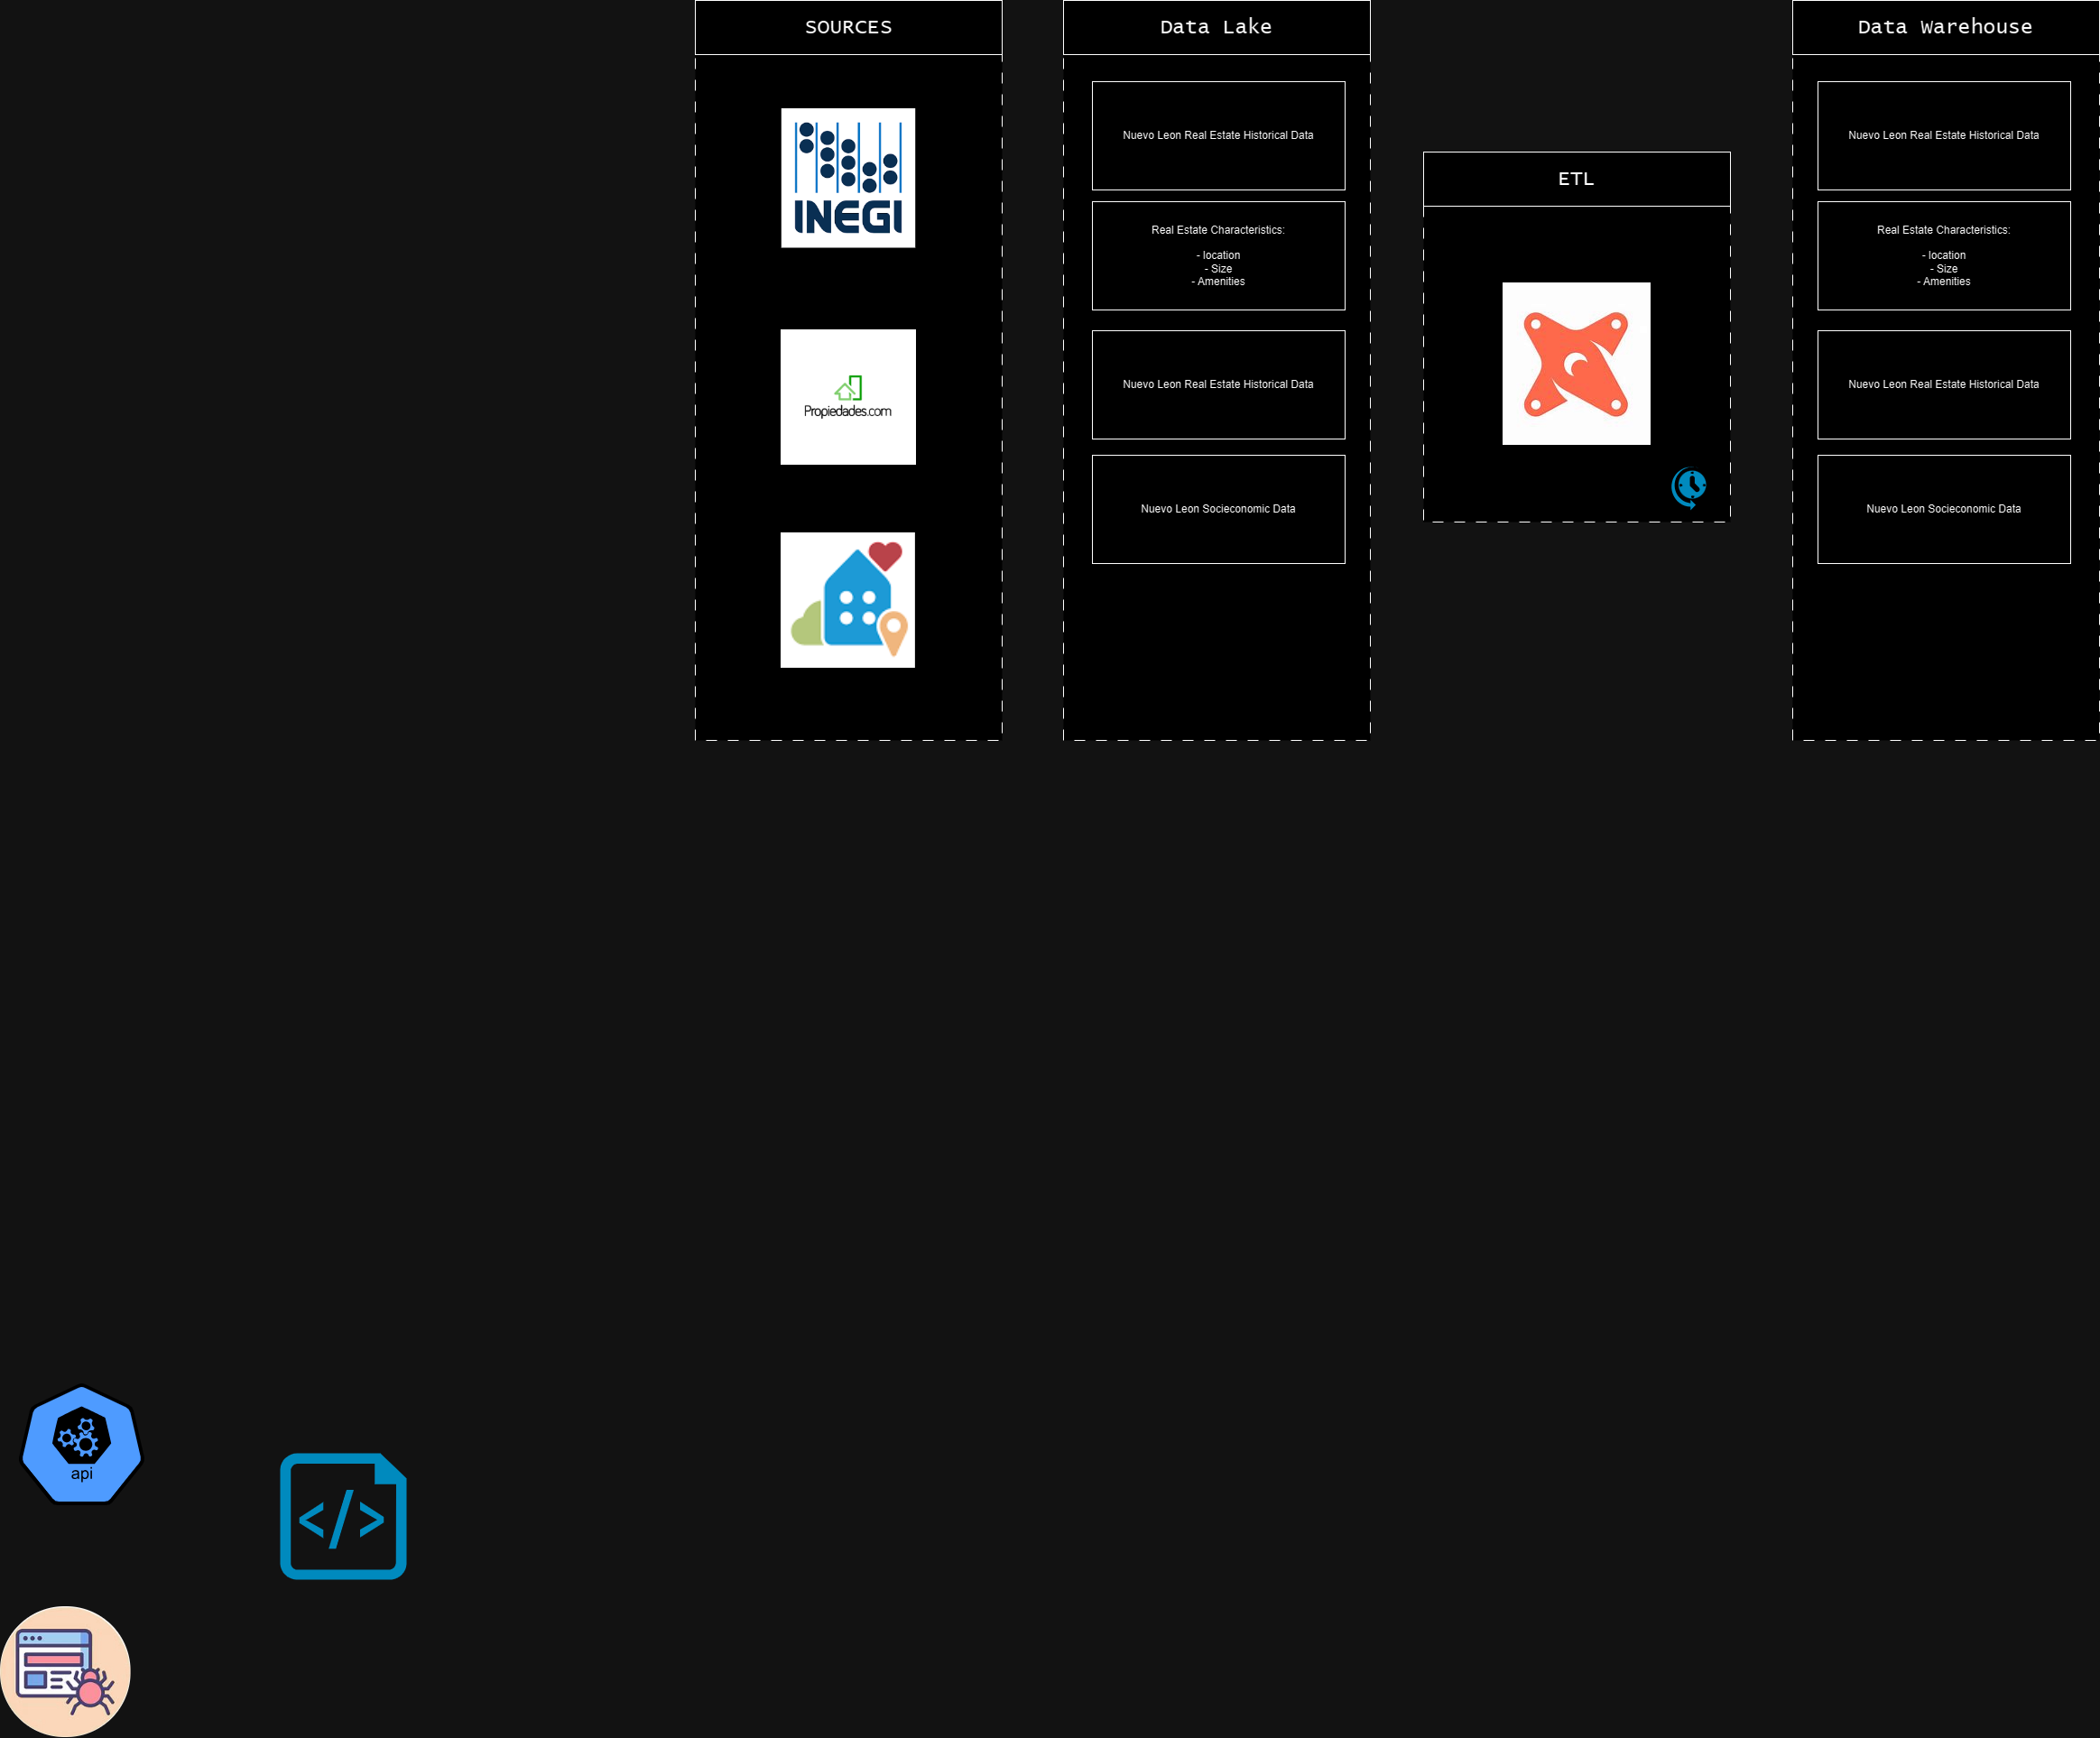 SOURCES
INEGI
Propiedades.com
Data Lake
Nuevo Leon Real Estate Historical Data
Real Estate Characteristics:
- location
- Size
- Amenities
Nuevo Leon Real Estate Historical Data
Nuevo Leon Socieconomic Data
ETL
Data Warehouse
Nuevo Leon Real Estate Historical Data
Real Estate Characteristics:
- location
- Size
- Amenities
Nuevo Leon Real Estate Historical Data
Nuevo Leon Socieconomic Data
api
</>